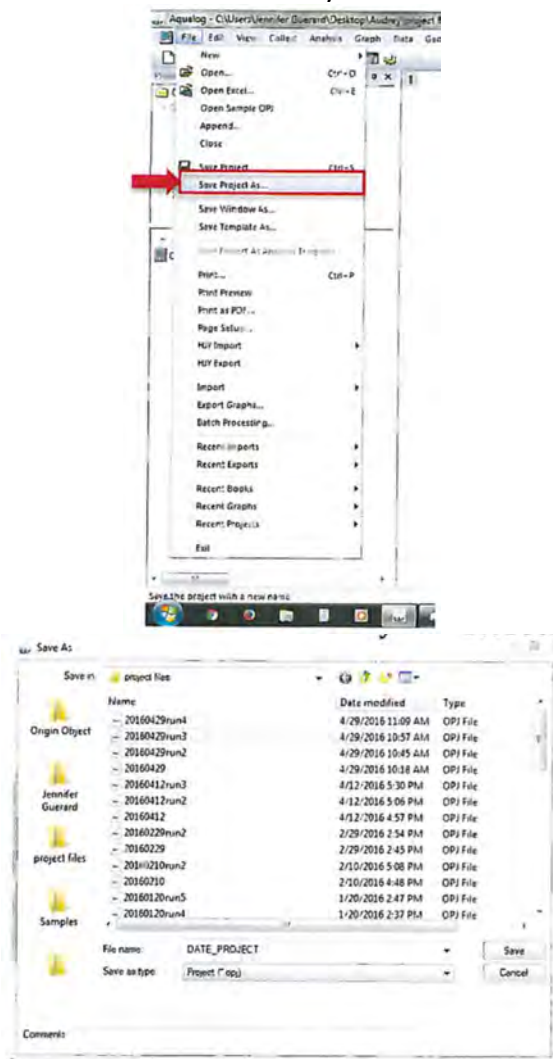 Aqualog - C:\Users\Jennifer Guerard\Desktop\Audrey\project f
File Edit View Collect Analysis Graph Data Gad
New
Open... Ctrl+O
Open Excel... Ctrl+E
Open Sample OPJ
Append...
Close
Save Project Ctrl+S
Save Project As...
Save Window As...
Save Template As...
Save Project As Analysis Template
Print... Ctrl+P
Print Preview
Print as PDF...
Page Setup...
HJY Import
HJY Export
Import
Export Graphs...
Batch Processing...
Recent Imports
Recent Exports
Recent Books
Recent Graphs
Recent Projects
Exit
Save the project with a new name
Save As
Save in: project files
Name Date modified Type
20160429run4 4/29/2016 11:09 AM OPJ File
20160429run3 4/29/2016 10:57 AM OPJ File
20160429run2 4/29/2016 10:45 AM OPJ File
20160429 4/29/2016 10:18 AM OPJ File
20160412run3 4/12/2016 5:30 PM OPJ File
20160412run2 4/12/2016 5:06 PM OPJ File
20160412 4/12/2016 4:57 PM OPJ File
20160229run2 2/29/2016 2:54 PM OPJ File
20160229 2/29/2016 2:45 PM OPJ File
20160210run2 2/10/2016 5:08 PM OPJ File
20160210 2/10/2016 4:48 PM OPJ File
20160120run5 1/20/2016 2:47 PM OPJ File
20160120run4 1/20/2016 2:37 PM OPJ File
Origin Object
Jennifer
Guerard
project files
Samples
File name: DATE_PROJECT Save
Save as type: Project (*.opj) Cancel
Comments